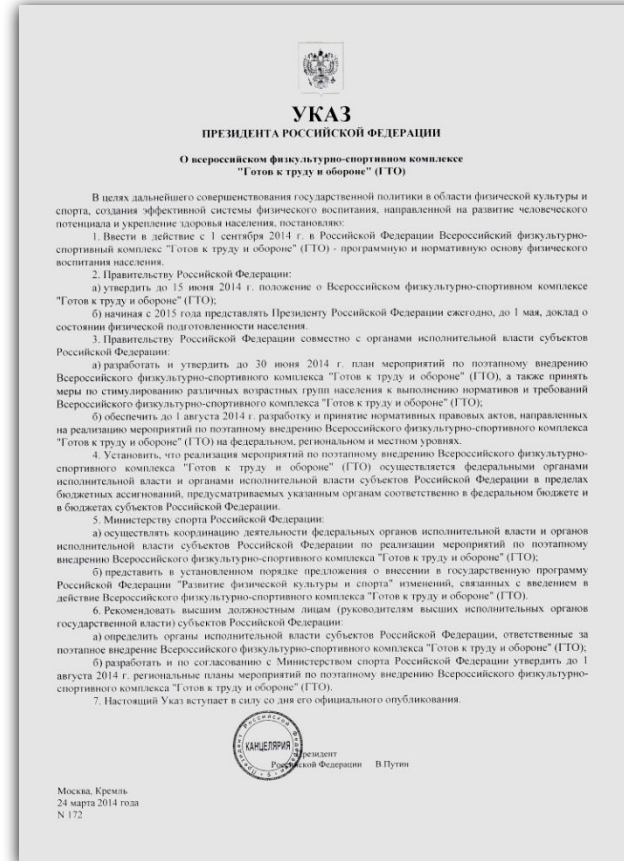 УКАЗ
ПРЕЗИДЕНТА РОССИЙСКОЙ ФЕДЕРАЦИИ
О всероссийском физкультурно-спортивном комплексе
"Готов к труду и обороне" (ГТО)
В целях дальнейшего совершенствования государственной политики в области физической культуры и
спорта, создания эффективной системы физического воспитания, направленной на развитие человеческого
потенциала и укрепление здоровья населения, постановляю:
1. Ввести в действие с 1 сентября 2014 г. в Российской Федерации Всероссийский физкультурно-
спортивный комплекс "Готов к труду и обороне" (ГТО) - программную и нормативную основу физического
воспитания населения.
2. Правительству Российской Федерации:
а) утвердить до 15 июня 2014 г. положение о Всероссийском физкультурно-спортивном комплексе
"Готов к труду и обороне" (ГТО);
б) начиная с 2015 года представлять Президенту Российской Федерации ежегодно, до 1 мая, доклад о
состоянии физической подготовленности населения.
3. Правительству Российской Федерации совместно с органами исполнительной власти субъектов
Российской Федерации:
а) разработать и утвердить до 30 июня 2014 г. план мероприятий по поэтапному внедрению
Всероссийского физкультурно-спортивного комплекса "Готов к труду и обороне" (ГТО), а также принять
меры по стимулированию различных возрастных групп населения к выполнению нормативов и требований
Всероссийского физкультурно-спортивного комплекса "Готов к труду и обороне" (ГТО);
б) обеспечить до 1 августа 2014 г. разработку и принятие нормативных правовых актов, направленных
на реализацию мероприятий по поэтапному внедрению Всероссийского физкультурно-спортивного комплекса
"Готов к труду и обороне" (ГТО) на федеральном, региональном и местном уровнях.
4. Установить, что реализация мероприятий по поэтапному внедрению Всероссийского физкультурно-
спортивного комплекса "Готов к труду и обороне" (ГТО) осуществляется федеральными органами
исполнительной власти и органами исполнительной власти субъектов Российской Федерации в пределах
бюджетных ассигнований, предусматриваемых указанным органам соответственно в федеральном бюджете и
в бюджетах субъектов Российской Федерации.
5. Министерству спорта Российской Федерации:
а) осуществлять координацию деятельности федеральных органов исполнительной власти и органов
исполнительной власти субъектов Российской Федерации по реализации мероприятий по поэтапному
внедрению Всероссийского физкультурно-спортивного комплекса "Готов к труду и обороне" (ГТО);
б) представить в установленном порядке предложения о внесении в государственную программу
Российской Федерации "Развитие физической культуры и спорта" изменений, связанных с введением в
действие Всероссийского физкультурно-спортивного комплекса "Готов к труду и обороне" (ГТО).
6. Рекомендовать высшим должностным лицам (руководителям высших исполнительных органов
государственной власти) субъектов Российской Федерации:
а) определить органы исполнительной власти субъектов Российской Федерации, ответственные за
поэтапное внедрение Всероссийского физкультурно-спортивного комплекса "Готов к труду и обороне" (ГТО);
б) разработать и по согласованию с Министерством спорта Российской Федерации утвердить до 1
августа 2014 г. региональные планы мероприятий по поэтапному внедрению Всероссийского физкультурно-
спортивного комплекса "Готов к труду и обороне" (ГТО).
7. Настоящий Указ вступает в силу со дня его официального опубликования.
КАНЦЕЛЯРИЯ
Президент
Российской Федерации В.Путин
Москва, Кремль
24 марта 2014 года
N 172